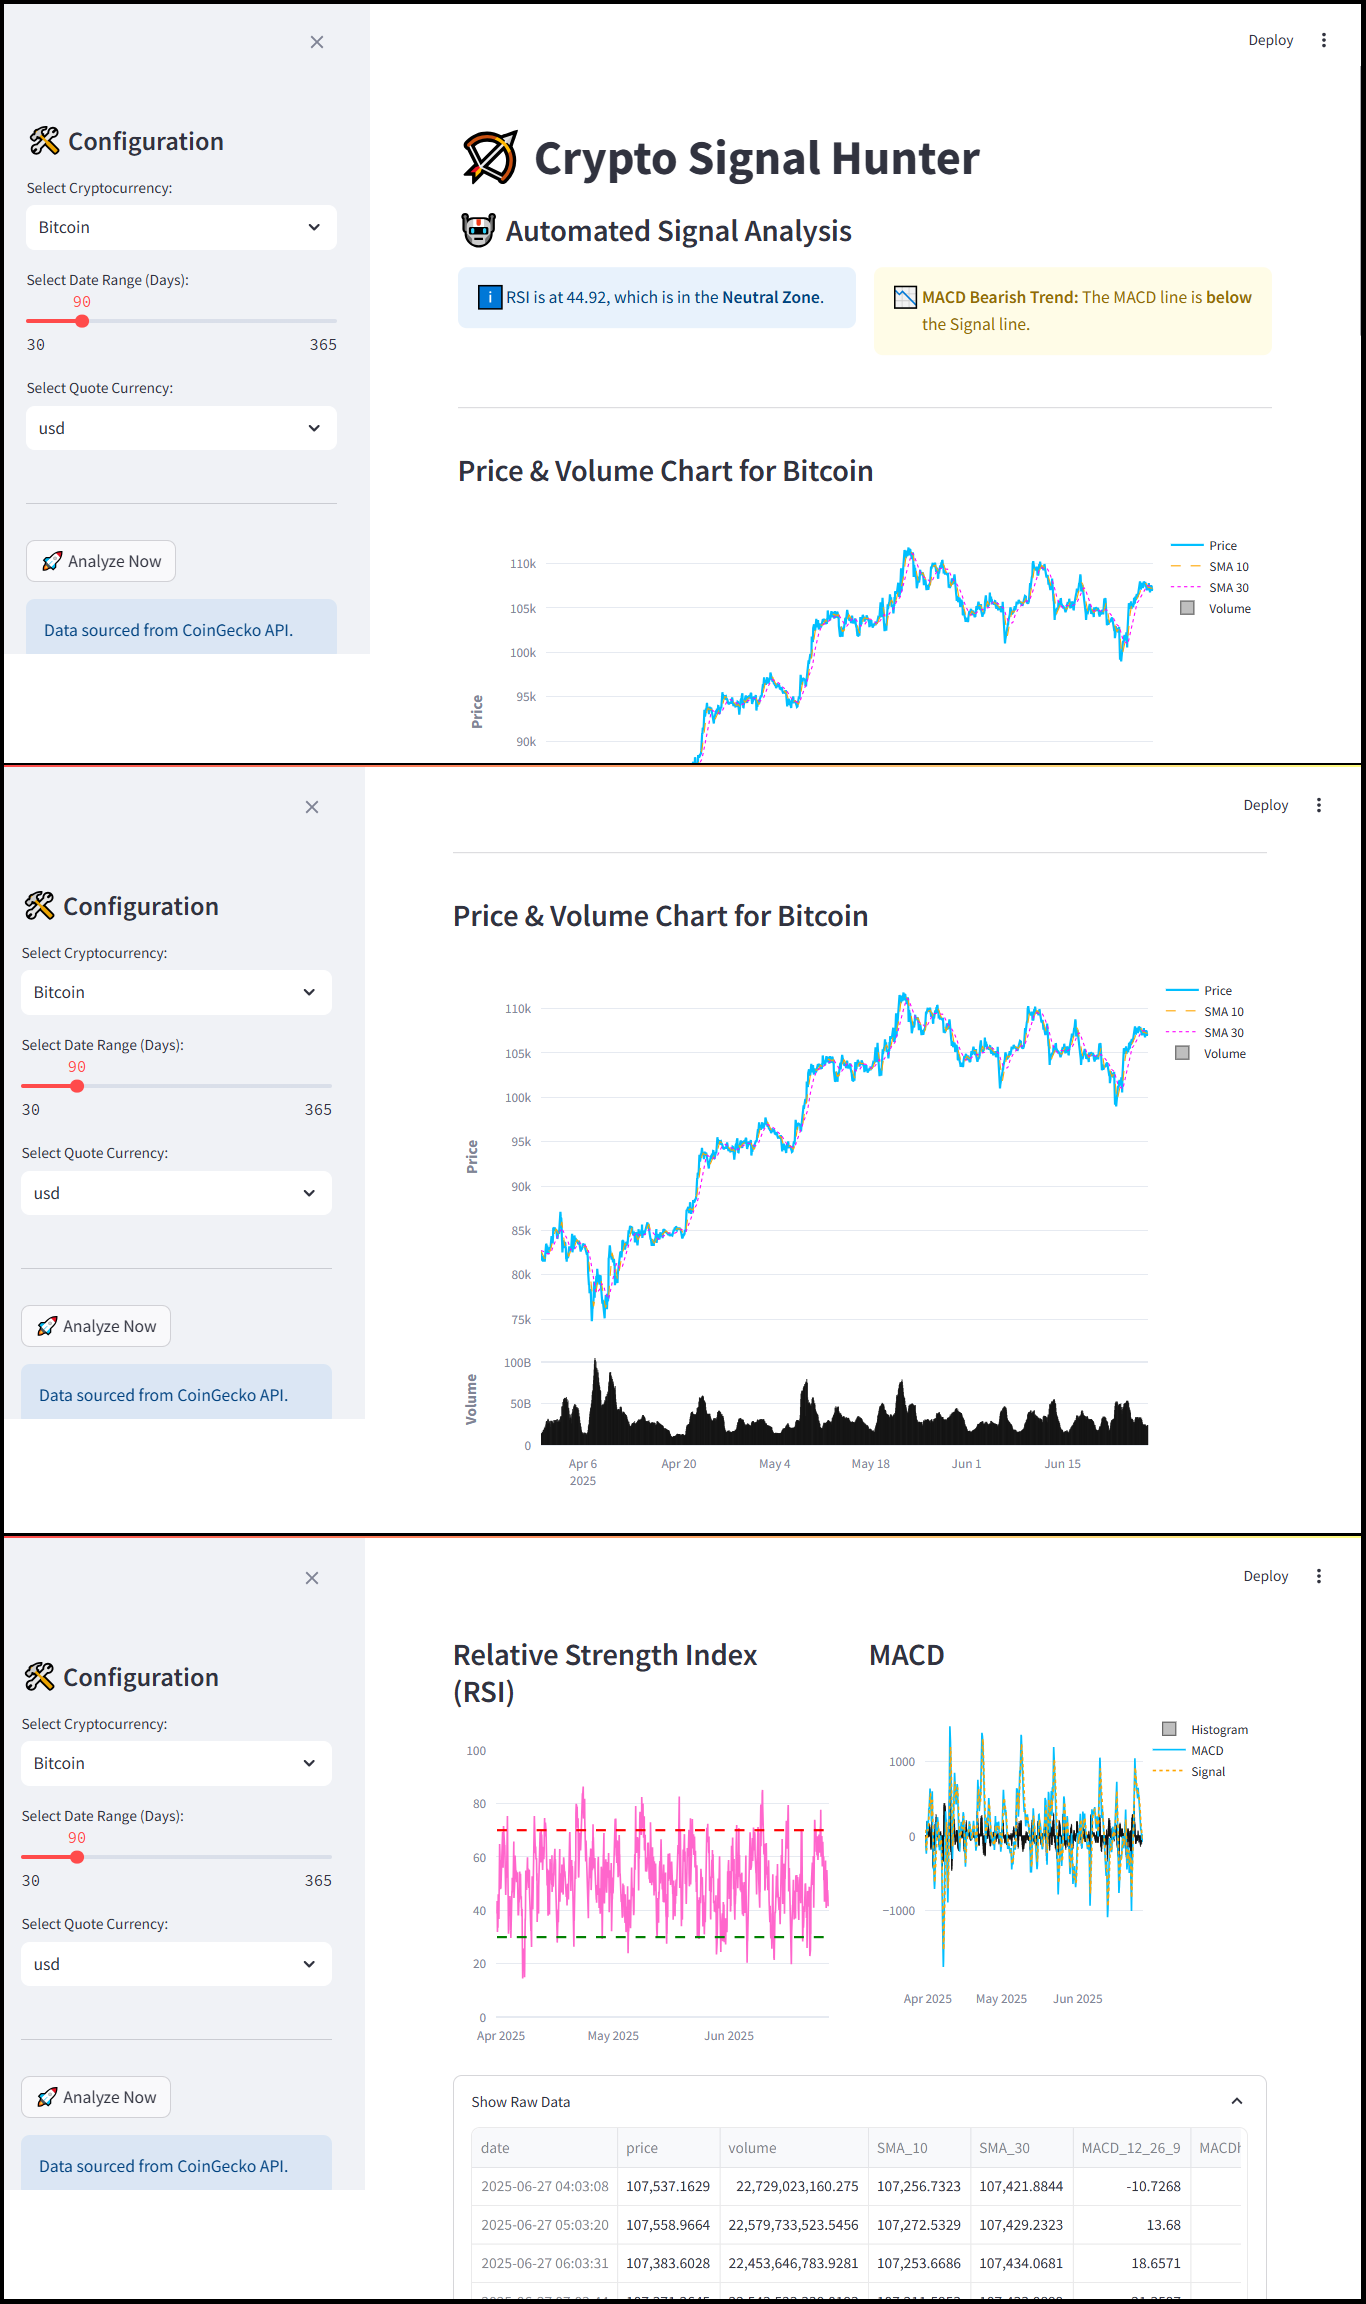 Deploy
🛠 Configuration
Select Cryptocurrency:
Bitcoin
Select Date Range (Days):
90
30 365
Select Quote Currency:
usd
Analyze Now
Data sourced from CoinGecko API.
Crypto Signal Hunter
Automated Signal Analysis
RSI is at 44.92, which is in the Neutral Zone.
MACD Bearish Trend: The MACD line is below
the Signal line.
Price & Volume Chart for Bitcoin
Price
110k
105k
100k
95k
90k
Price
SMA 10
SMA 30
Volume
Deploy
Configuration
Select Cryptocurrency:
Bitcoin
Select Date Range (Days):
90
30 365
Select Quote Currency:
usd
Analyze Now
Data sourced from CoinGecko API.
Price & Volume Chart for Bitcoin
Price
110k
105k
100k
95k
90k
85k
80k
75k
Volume
100B
50B
0
Apr 6 Apr 20 May 4 May 18 Jun 1 Jun 15
2025
Price
SMA 10
SMA 30
Volume
Deploy
Configuration
Select Cryptocurrency:
Bitcoin
Select Date Range (Days):
90
30 365
Select Quote Currency:
usd
Analyze Now
Data sourced from CoinGecko API.
Relative Strength Index
(RSI)
100
80
60
40
20
0
Apr 2025 May 2025 Jun 2025
MACD
1000
0
−1000
Apr 2025 May 2025 Jun 2025
Histogram
MACD
Signal
Show Raw Data
date price volume SMA_10 SMA_30 MACD_12_26_9
2025-06-27 04:03:08 107,537.1629 22,729,023,160.275 107,256.7323 107,421.8844 -10.7268
2025-06-27 05:03:20 107,558.9664 22,579,733,523.5456 107,272.5329 107,429.2323 13.68
2025-06-27 06:03:31 107,383.6028 22,453,646,783.9281 107,253.6686 107,434.0681 18.6571